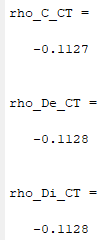 rho_C_CT =
-0.1127
rho_De_CT =
-0.1128
rho_Di_CT =
-0.1128